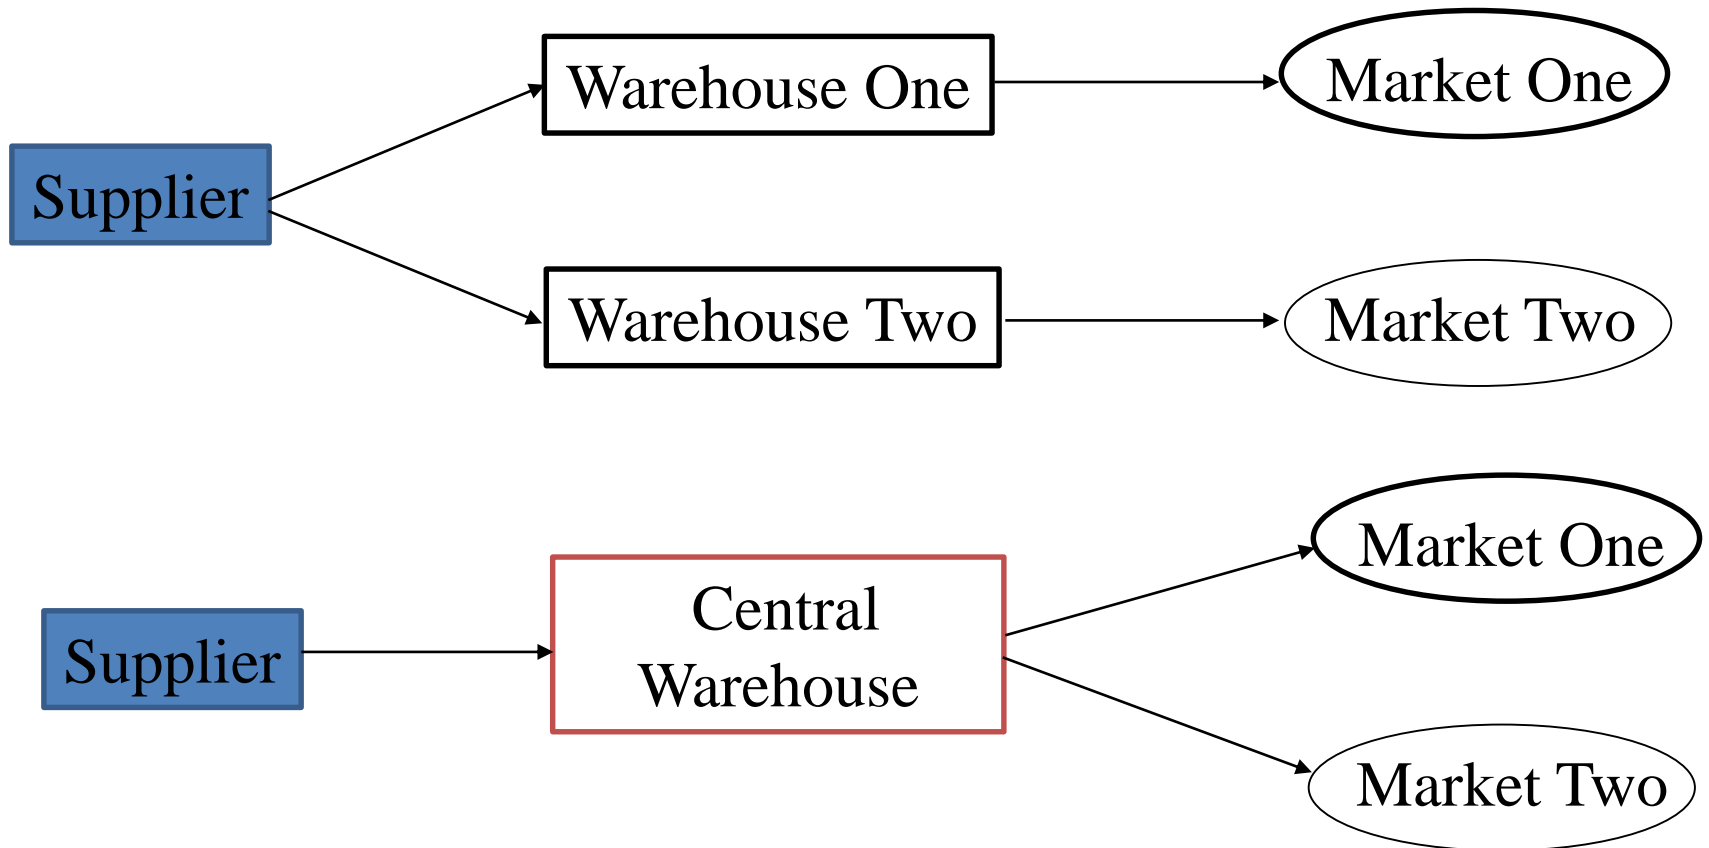 Warehouse One
Market One
Supplier
Warehouse Two
Market Two
Market One
Central
Warehouse
Supplier
Market Two